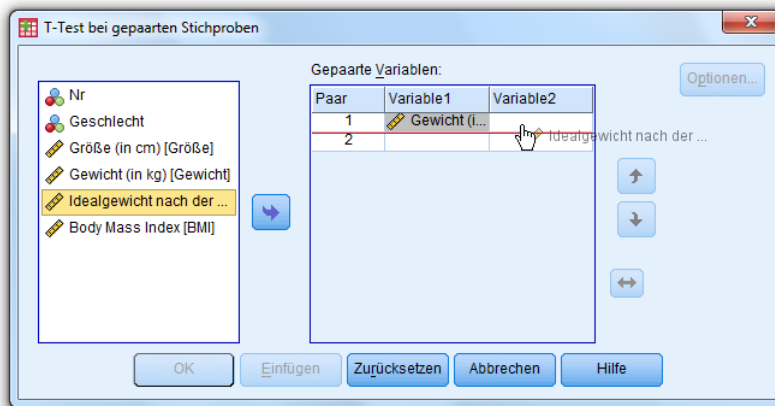 T-Test bei gepaarten Stichproben
Nr
Geschlecht
Größe (in cm) [Größe]
Gewicht (in kg) [Gewicht]
Idealgewicht nach der ...
Body Mass Index [BMI]
Gepaarte Variablen:
Paar Variable1 Variable2
1 Gewicht (i...
2
Idealgewicht nach der ...
Optionen...
OK Einfügen Zurücksetzen Abbrechen Hilfe